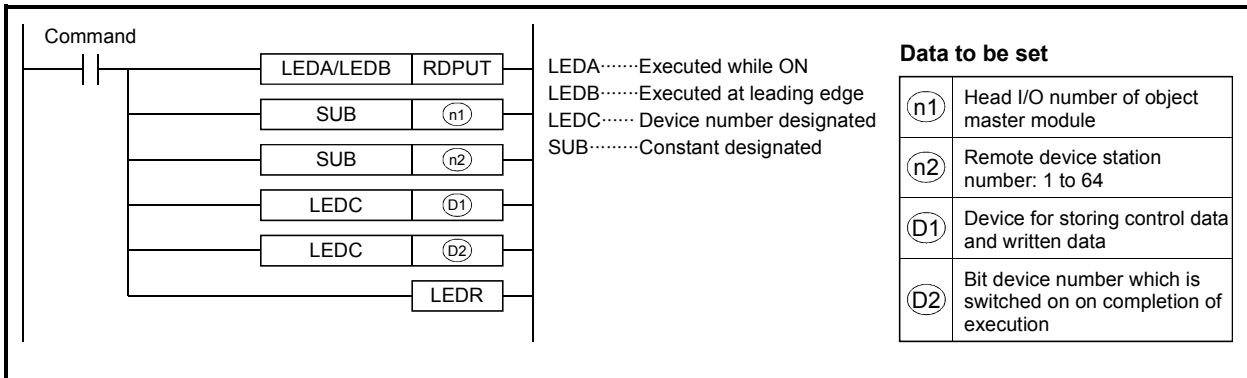 Command
LEDA/LEDB RDPUT
SUB n1
SUB n2
LEDC D1
LEDC D2
LEDR
LEDA·······Executed while ON
LEDB·······Executed at leading edge
LEDC······ Device number designated
SUB·········Constant designated
Data to be set
n1 Head I/O number of object
master module
n2 Remote device station
number: 1 to 64
D1 Device for storing control data
and written data
D2 Bit device number which is
switched on on completion of
execution